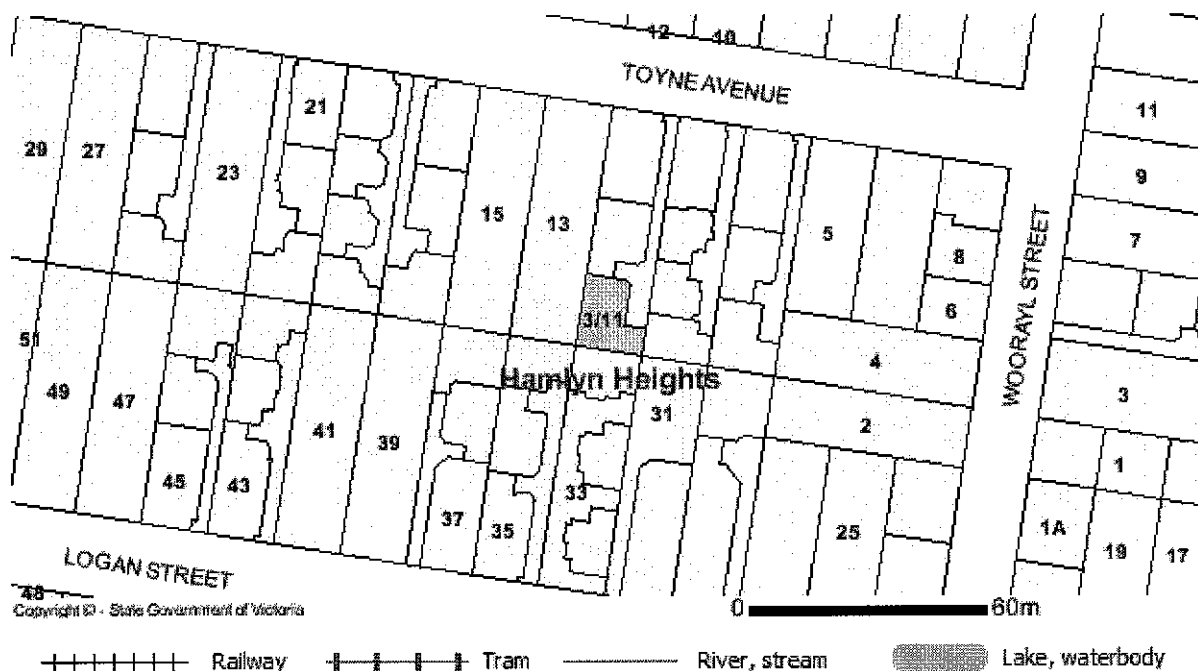 12 10
TOYNE AVENUE
11
21
29 27 23 9
15 13 5 7
8
3/11 6
WOORAYL STREET
51 4
Hamlyn Heights
49 47 41 39 31 3
2
1
45 43 37 35 33 25 1A 19 17
LOGAN STREET
48
Copyright © - State Government of Victoria
0 60m
Railway Tram River, stream Lake, waterbody